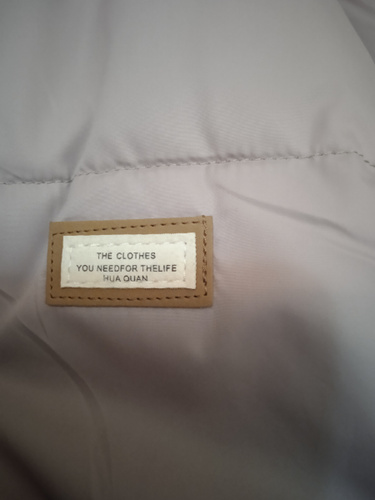 THE CLOTHES
YOU NEEDFOR THELIFE
HUA QUAN